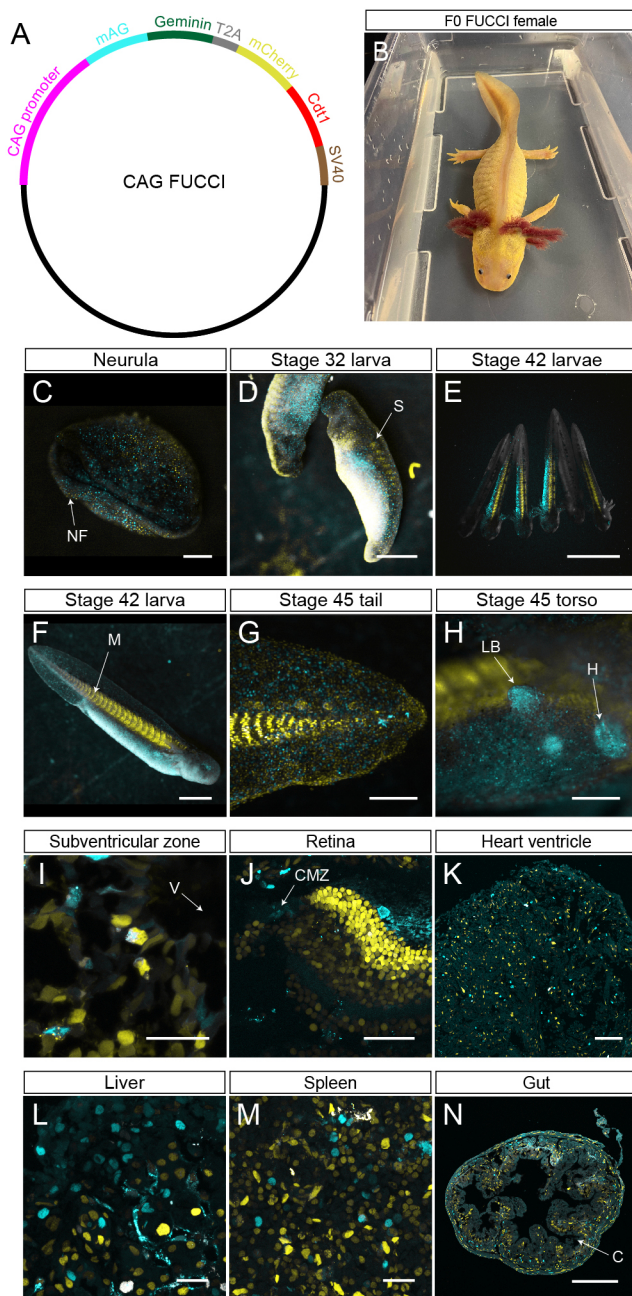 A
CAG promoter
mAG
Geminin
T2A
mCherry
Cdt1
SV40
CAG FUCCI
F0 FUCCI female
B
Neurula
Stage 32 larva
Stage 42 larvae
C
NF
D
S
E
Stage 42 larva
Stage 45 tail
Stage 45 torso
F
M
G
H
LB
H
Subventricular zone
Retina
Heart ventricle
I
V
J
CMZ
K
Liver
Spleen
Gut
L
M
N
C